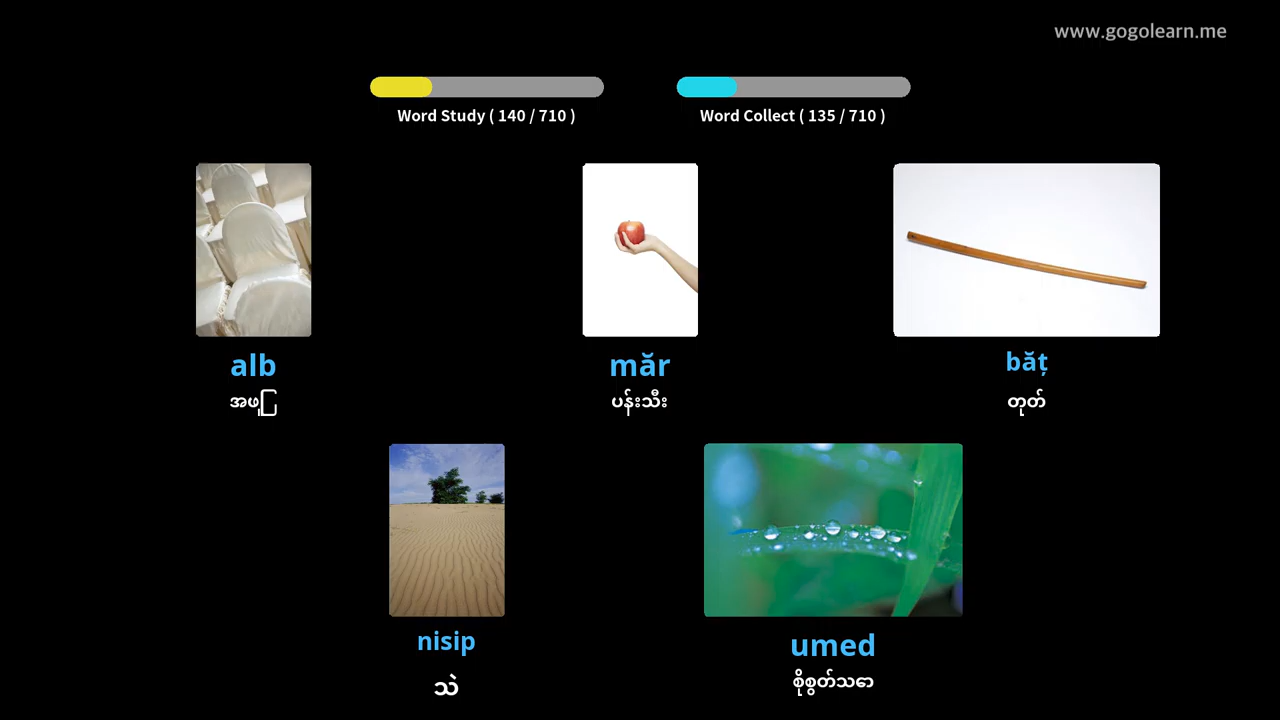 www.gogolearn.me
Word Study ( 140 / 710 )
Word Collect ( 135 / 710 )
alb
အဖြူ
măr
ပန်းသီး
băț
တုတ်
nisip
သဲ
umed
စိုစွတ်သော